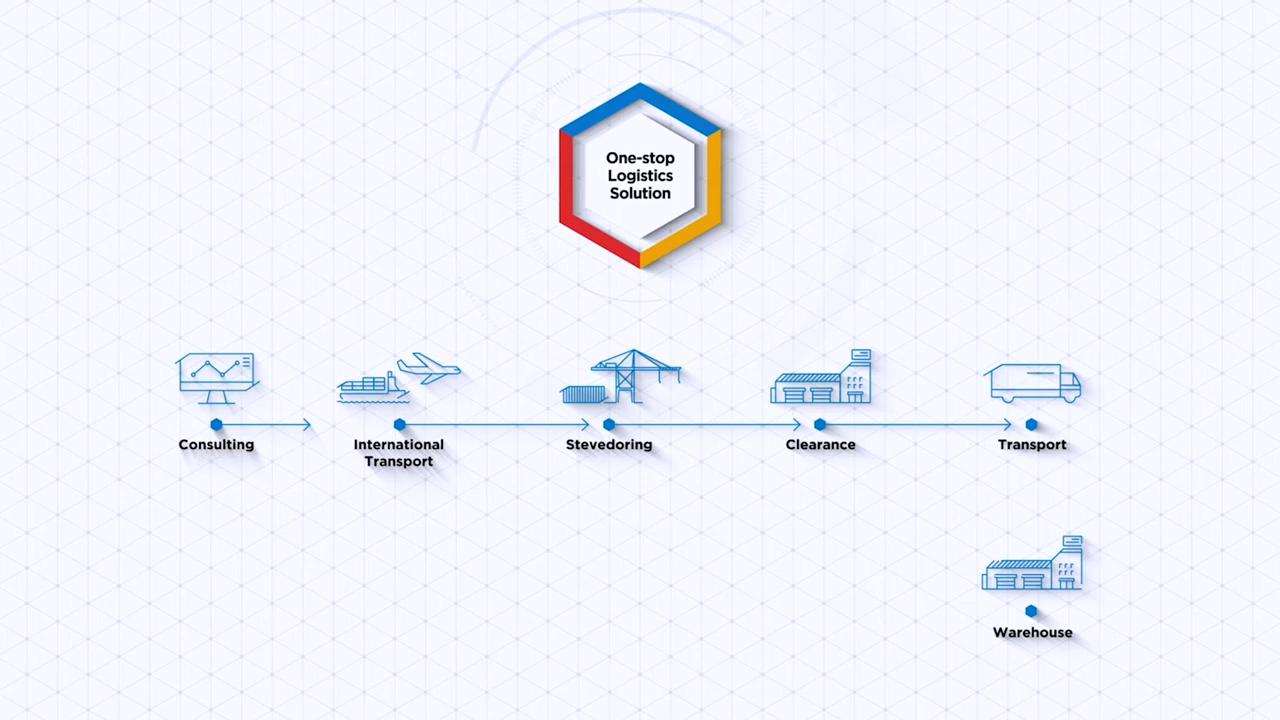 One-stop
Logistics
Solution
Consulting
International
Transport
Stevedoring
Clearance
Transport
Warehouse